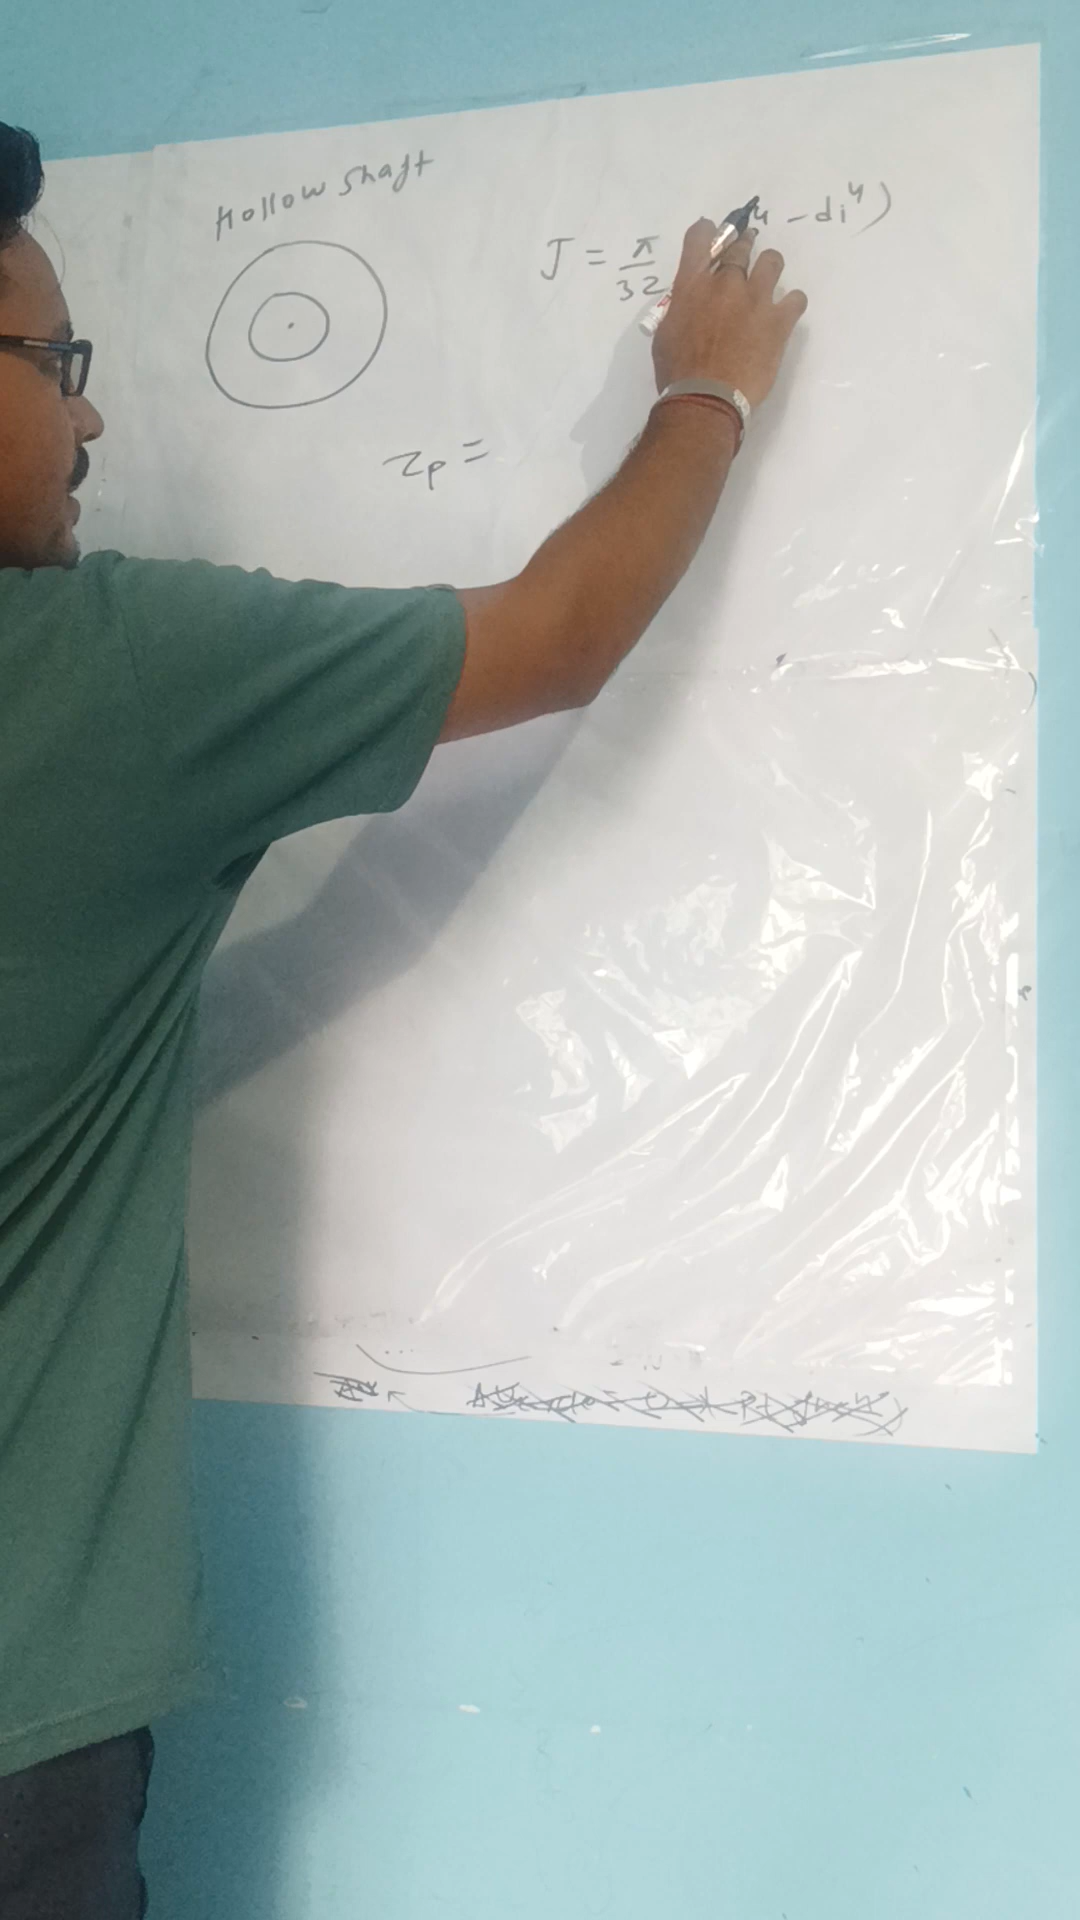 Hollow shaft
J = π/32 4 - di⁴)
Zp =